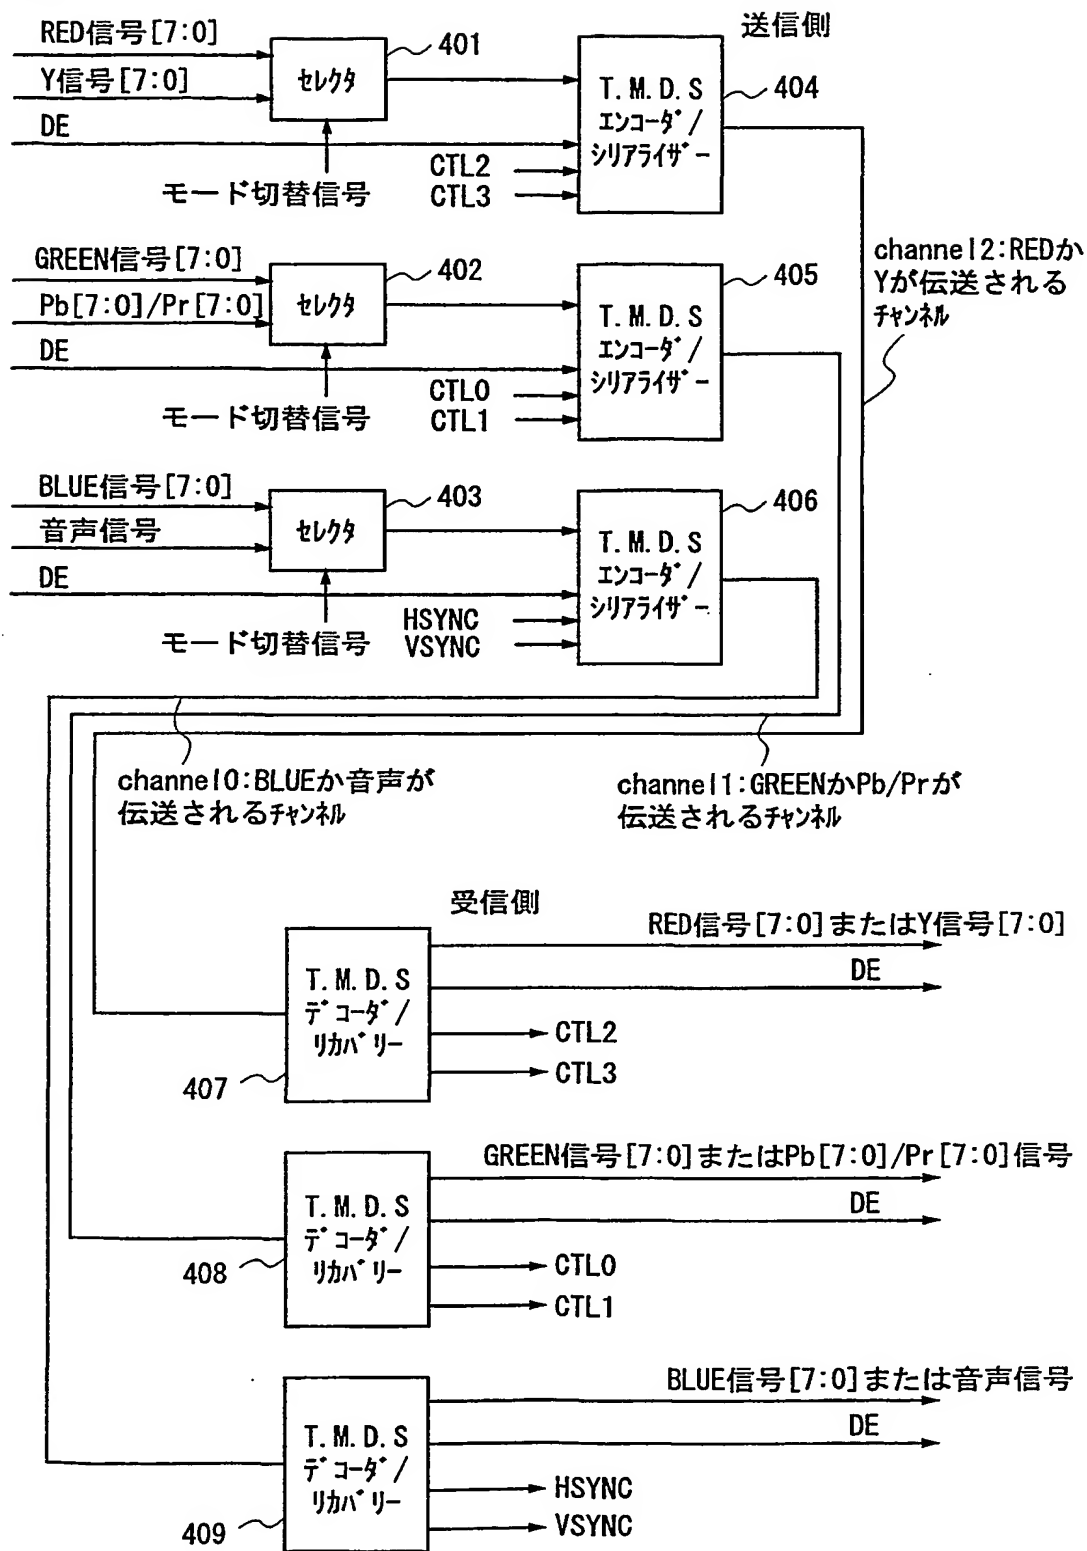 送信側
RED信号[7:0]
Y信号[7:0]
DE
セレクタ
401
モード切替信号
CTL2
CTL3
T.M.D.S
エンコーダ/
シリアライザー
404
GREEN信号[7:0]
Pb[7:0]/Pr[7:0]
DE
セレクタ
402
モード切替信号
CTL0
CTL1
T.M.D.S
エンコーダ/
シリアライザー
405
channel2:REDか
Yが伝送される
チャンネル
BLUE信号[7:0]
音声信号
DE
セレクタ
403
モード切替信号
HSYNC
VSYNC
T.M.D.S
エンコーダ/
シリアライザー
406
channel0:BLUEか音声が
伝送されるチャンネル
channel1:GREENかPb/Prが
伝送されるチャンネル
受信側
T.M.D.S
デコーダ/
リカバリー
407
RED信号[7:0]またはY信号[7:0]
DE
CTL2
CTL3
T.M.D.S
デコーダ/
リカバリー
408
GREEN信号[7:0]またはPb[7:0]/Pr[7:0]信号
DE
CTL0
CTL1
T.M.D.S
デコーダ/
リカバリー
409
BLUE信号[7:0]または音声信号
DE
HSYNC
VSYNC